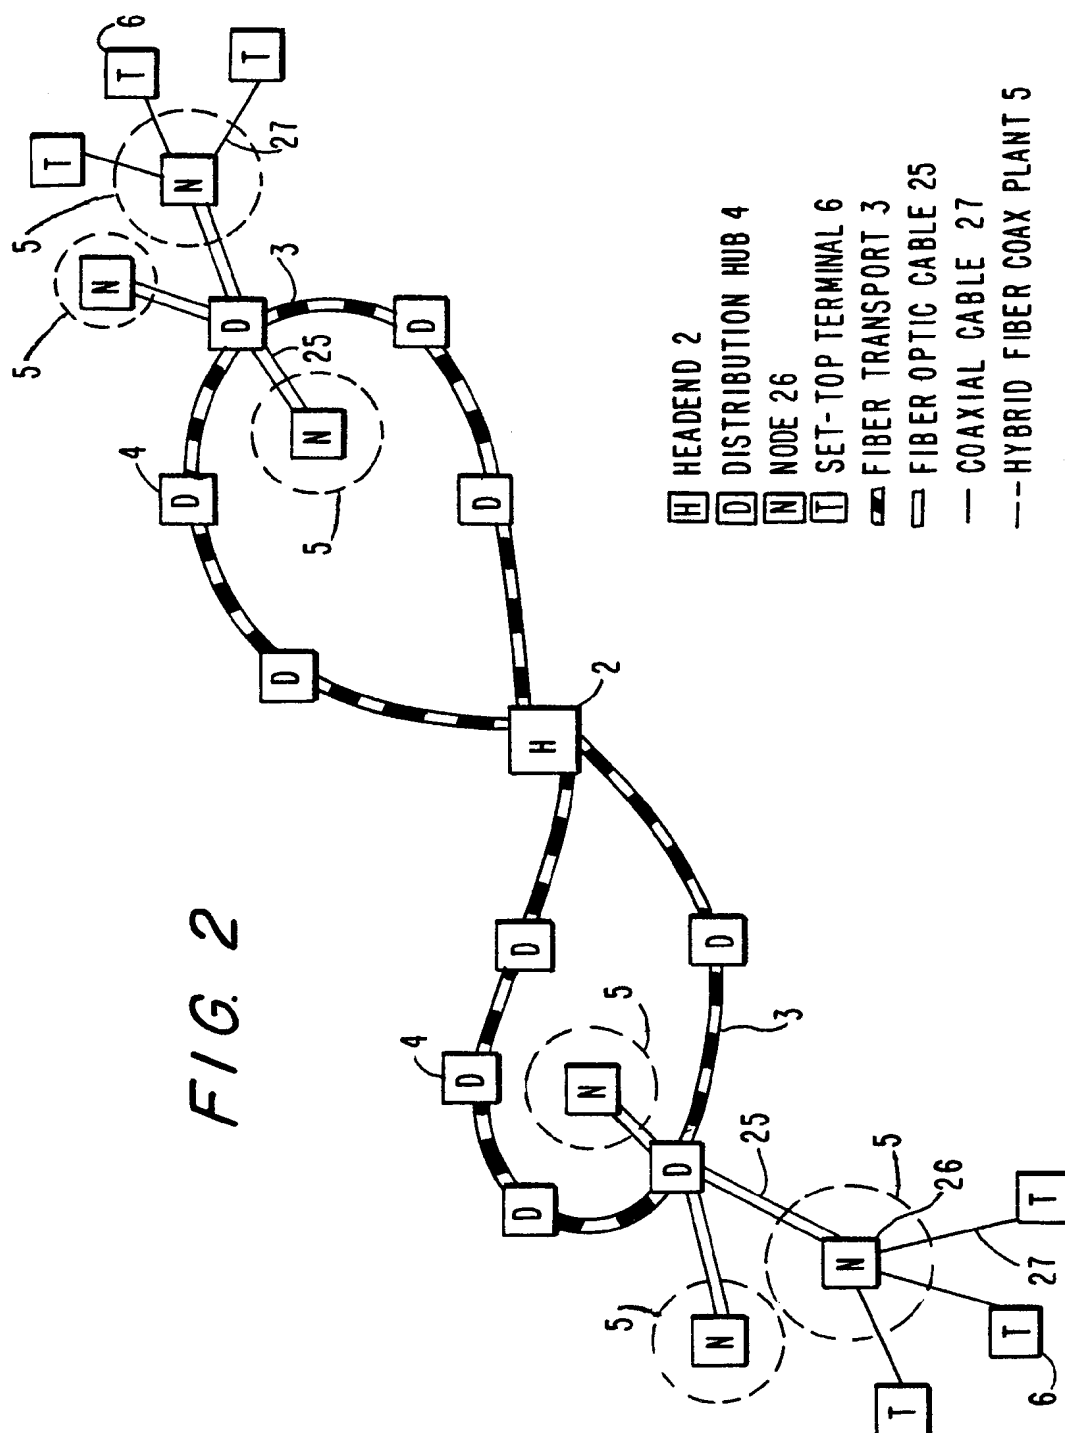 FIG. 2
T
T
T
6
N
27
5
N
5
3
D
25
N
5
D
4
D
D
D
D
H
2
D
D
4
D
D
3
N
5
D
25
N
5
N
5
26
27
T
T
6
T
H HEADEND 2
D DISTRIBUTION HUB 4
N NODE 26
T SET-TOP TERMINAL 6
FIBER TRANSPORT 3
FIBER OPTIC CABLE 25
COAXIAL CABLE 27
HYBRID FIBER COAX PLANT 5